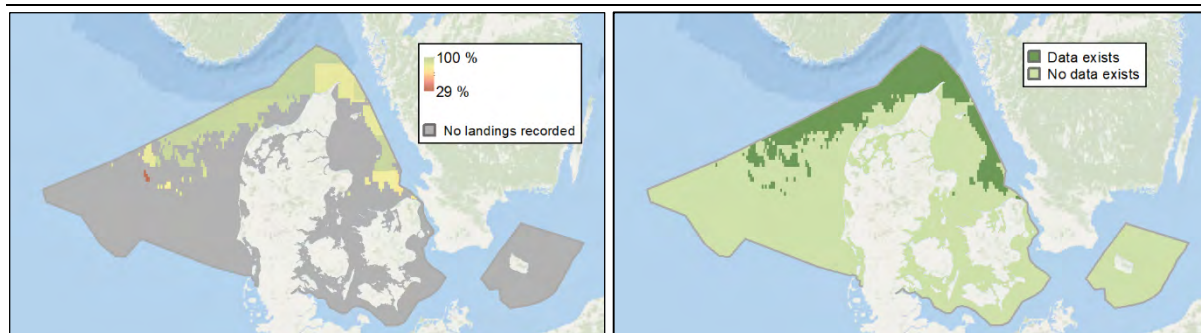 100 %
29 %
No landings recorded
Data exists
No data exists